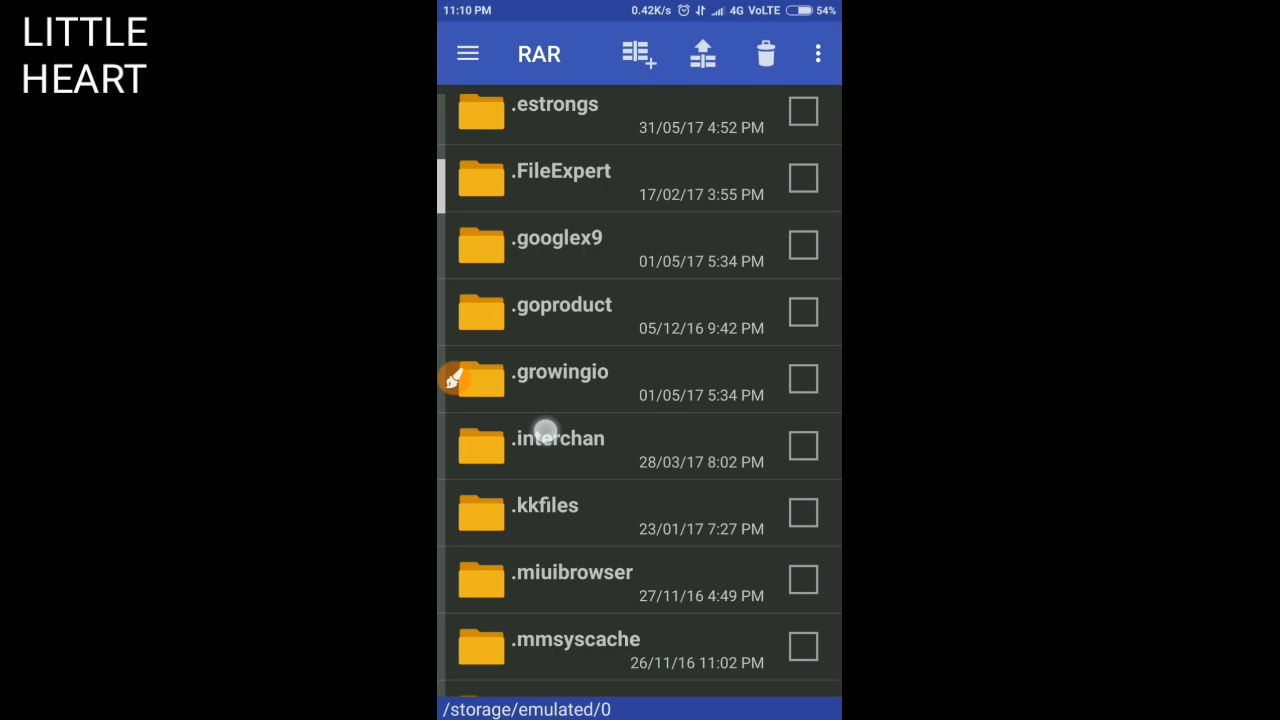 LITTLE
HEART
11:10 PM
0.42K/s 4G VoLTE 54%
RAR
.estrongs
31/05/17 4:52 PM
.FileExpert
17/02/17 3:55 PM
.googlex9
01/05/17 5:34 PM
.goproduct
05/12/16 9:42 PM
.growingio
01/05/17 5:34 PM
.interchan
28/03/17 8:02 PM
.kkfiles
23/01/17 7:27 PM
.miuibrowser
27/11/16 4:49 PM
.mmsyscache
26/11/16 11:02 PM
/storage/emulated/0